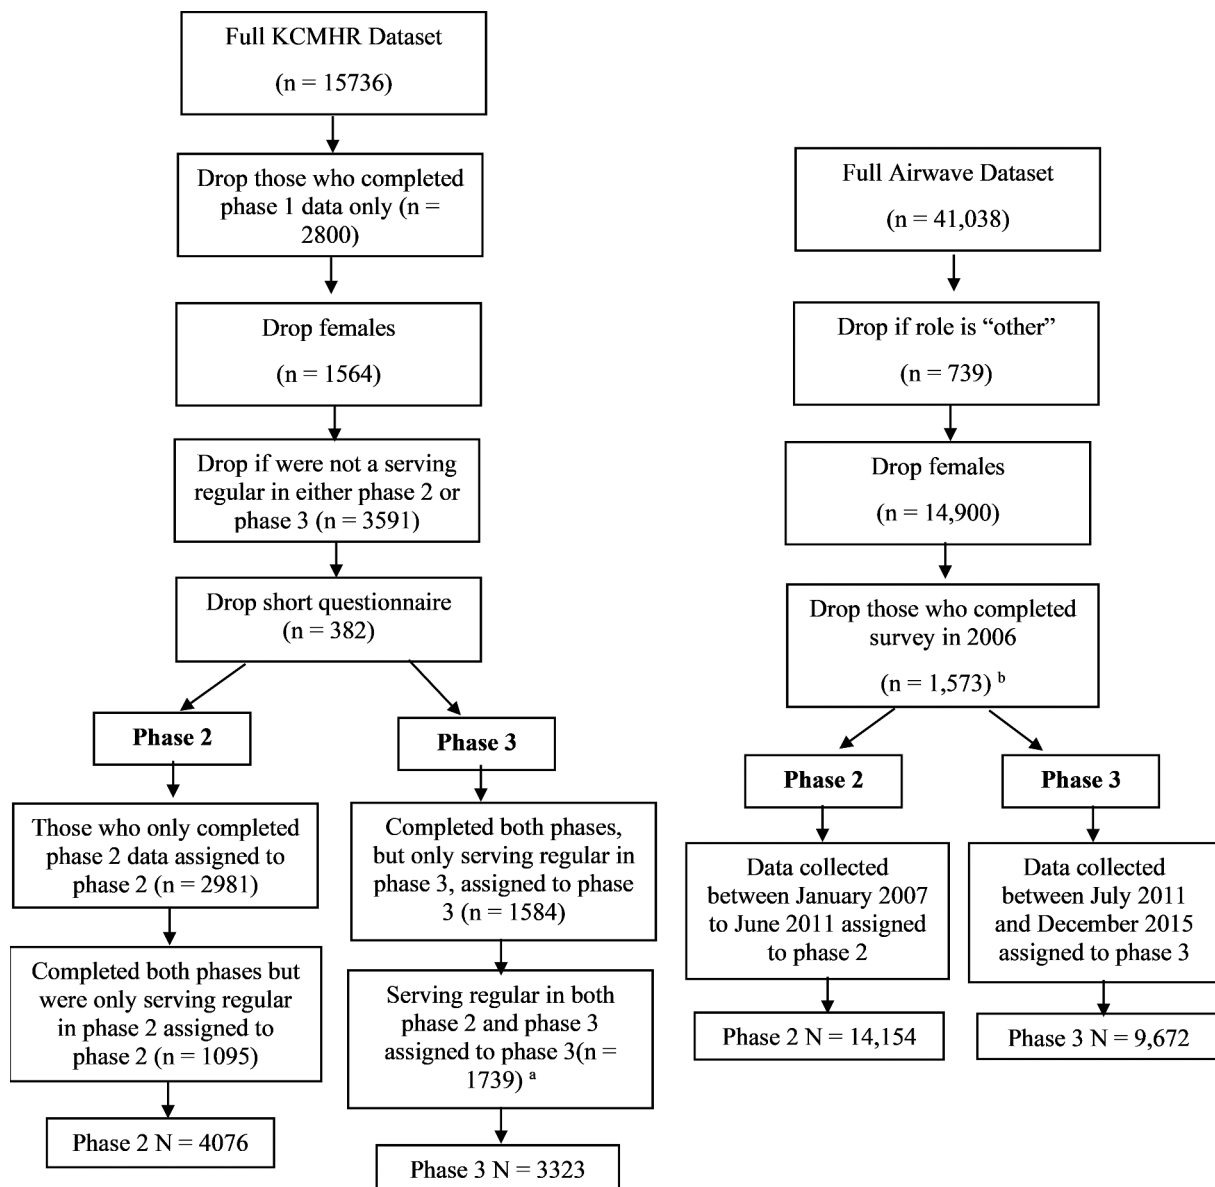 Full KCMHR Dataset
(n = 15736)
Drop those who completed
phase 1 data only (n =
2800)
Drop females
(n = 1564)
Drop if were not a serving
regular in either phase 2 or
phase 3 (n = 3591)
Drop short questionnaire
(n = 382)
Phase 2
Those who only completed
phase 2 data assigned to
phase 2 (n = 2981)
Completed both phases but
were only serving regular
in phase 2 assigned to
phase 2 (n = 1095)
Phase 2 N = 4076
Phase 3
Completed both phases,
but only serving regular in
phase 3, assigned to phase
3 (n = 1584)
Serving regular in both
phase 2 and phase 3
assigned to phase 3(n =
1739) a
Phase 3 N = 3323
Full Airwave Dataset
(n = 41,038)
Drop if role is “other”
(n = 739)
Drop females
(n = 14,900)
Drop those who completed
survey in 2006
(n = 1,573) b
Phase 2
Data collected
between January 2007
to June 2011 assigned
to phase 2
Phase 2 N = 14,154
Phase 3
Data collected
between July 2011
and December 2015
assigned to phase 3
Phase 3 N = 9,672